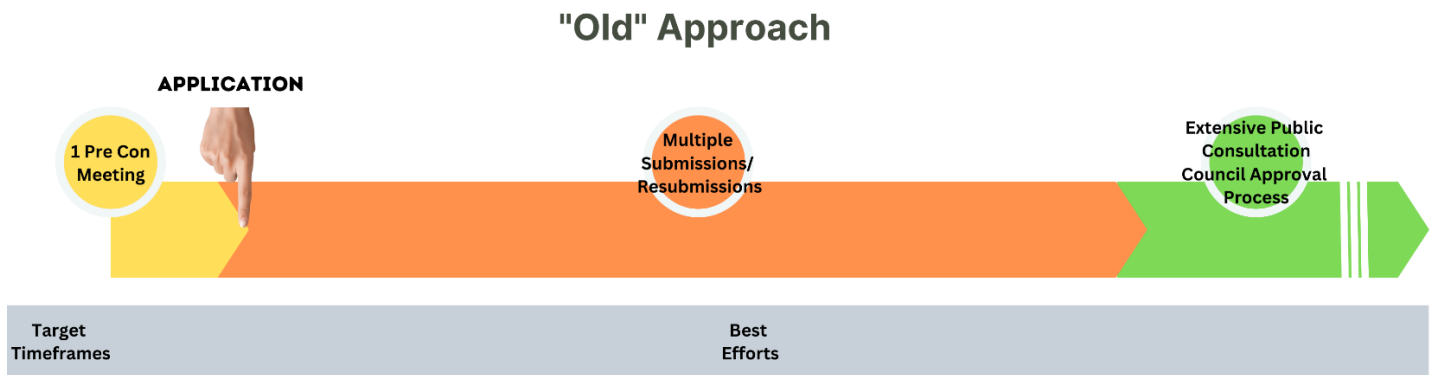 "Old" Approach
APPLICATION
1 Pre Con
Meeting
Multiple
Submissions/
Resubmissions
Extensive Public
Consultation
Council Approval
Process
Target
Timeframes
Best
Efforts